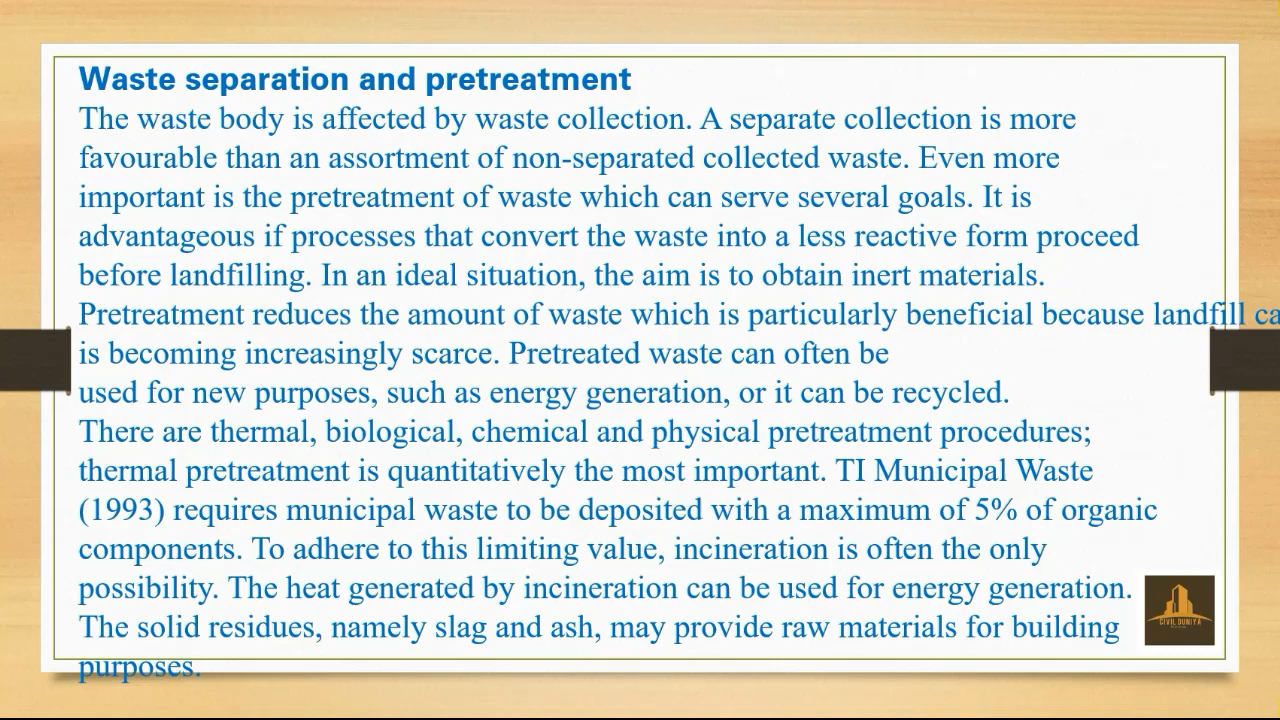 Waste separation and pretreatment
The waste body is affected by waste collection. A separate collection is more
favourable than an assortment of non-separated collected waste. Even more
important is the pretreatment of waste which can serve several goals. It is
advantageous if processes that convert the waste into a less reactive form proceed
before landfilling. In an ideal situation, the aim is to obtain inert materials.
Pretreatment reduces the amount of waste which is particularly beneficial because landfill ca
is becoming increasingly scarce. Pretreated waste can often be
used for new purposes, such as energy generation, or it can be recycled.
There are thermal, biological, chemical and physical pretreatment procedures;
thermal pretreatment is quantitatively the most important. TI Municipal Waste
(1993) requires municipal waste to be deposited with a maximum of 5% of organic
components. To adhere to this limiting value, incineration is often the only
possibility. The heat generated by incineration can be used for energy generation.
The solid residues, namely slag and ash, may provide raw materials for building
purposes.
CIVIL DUNIYA